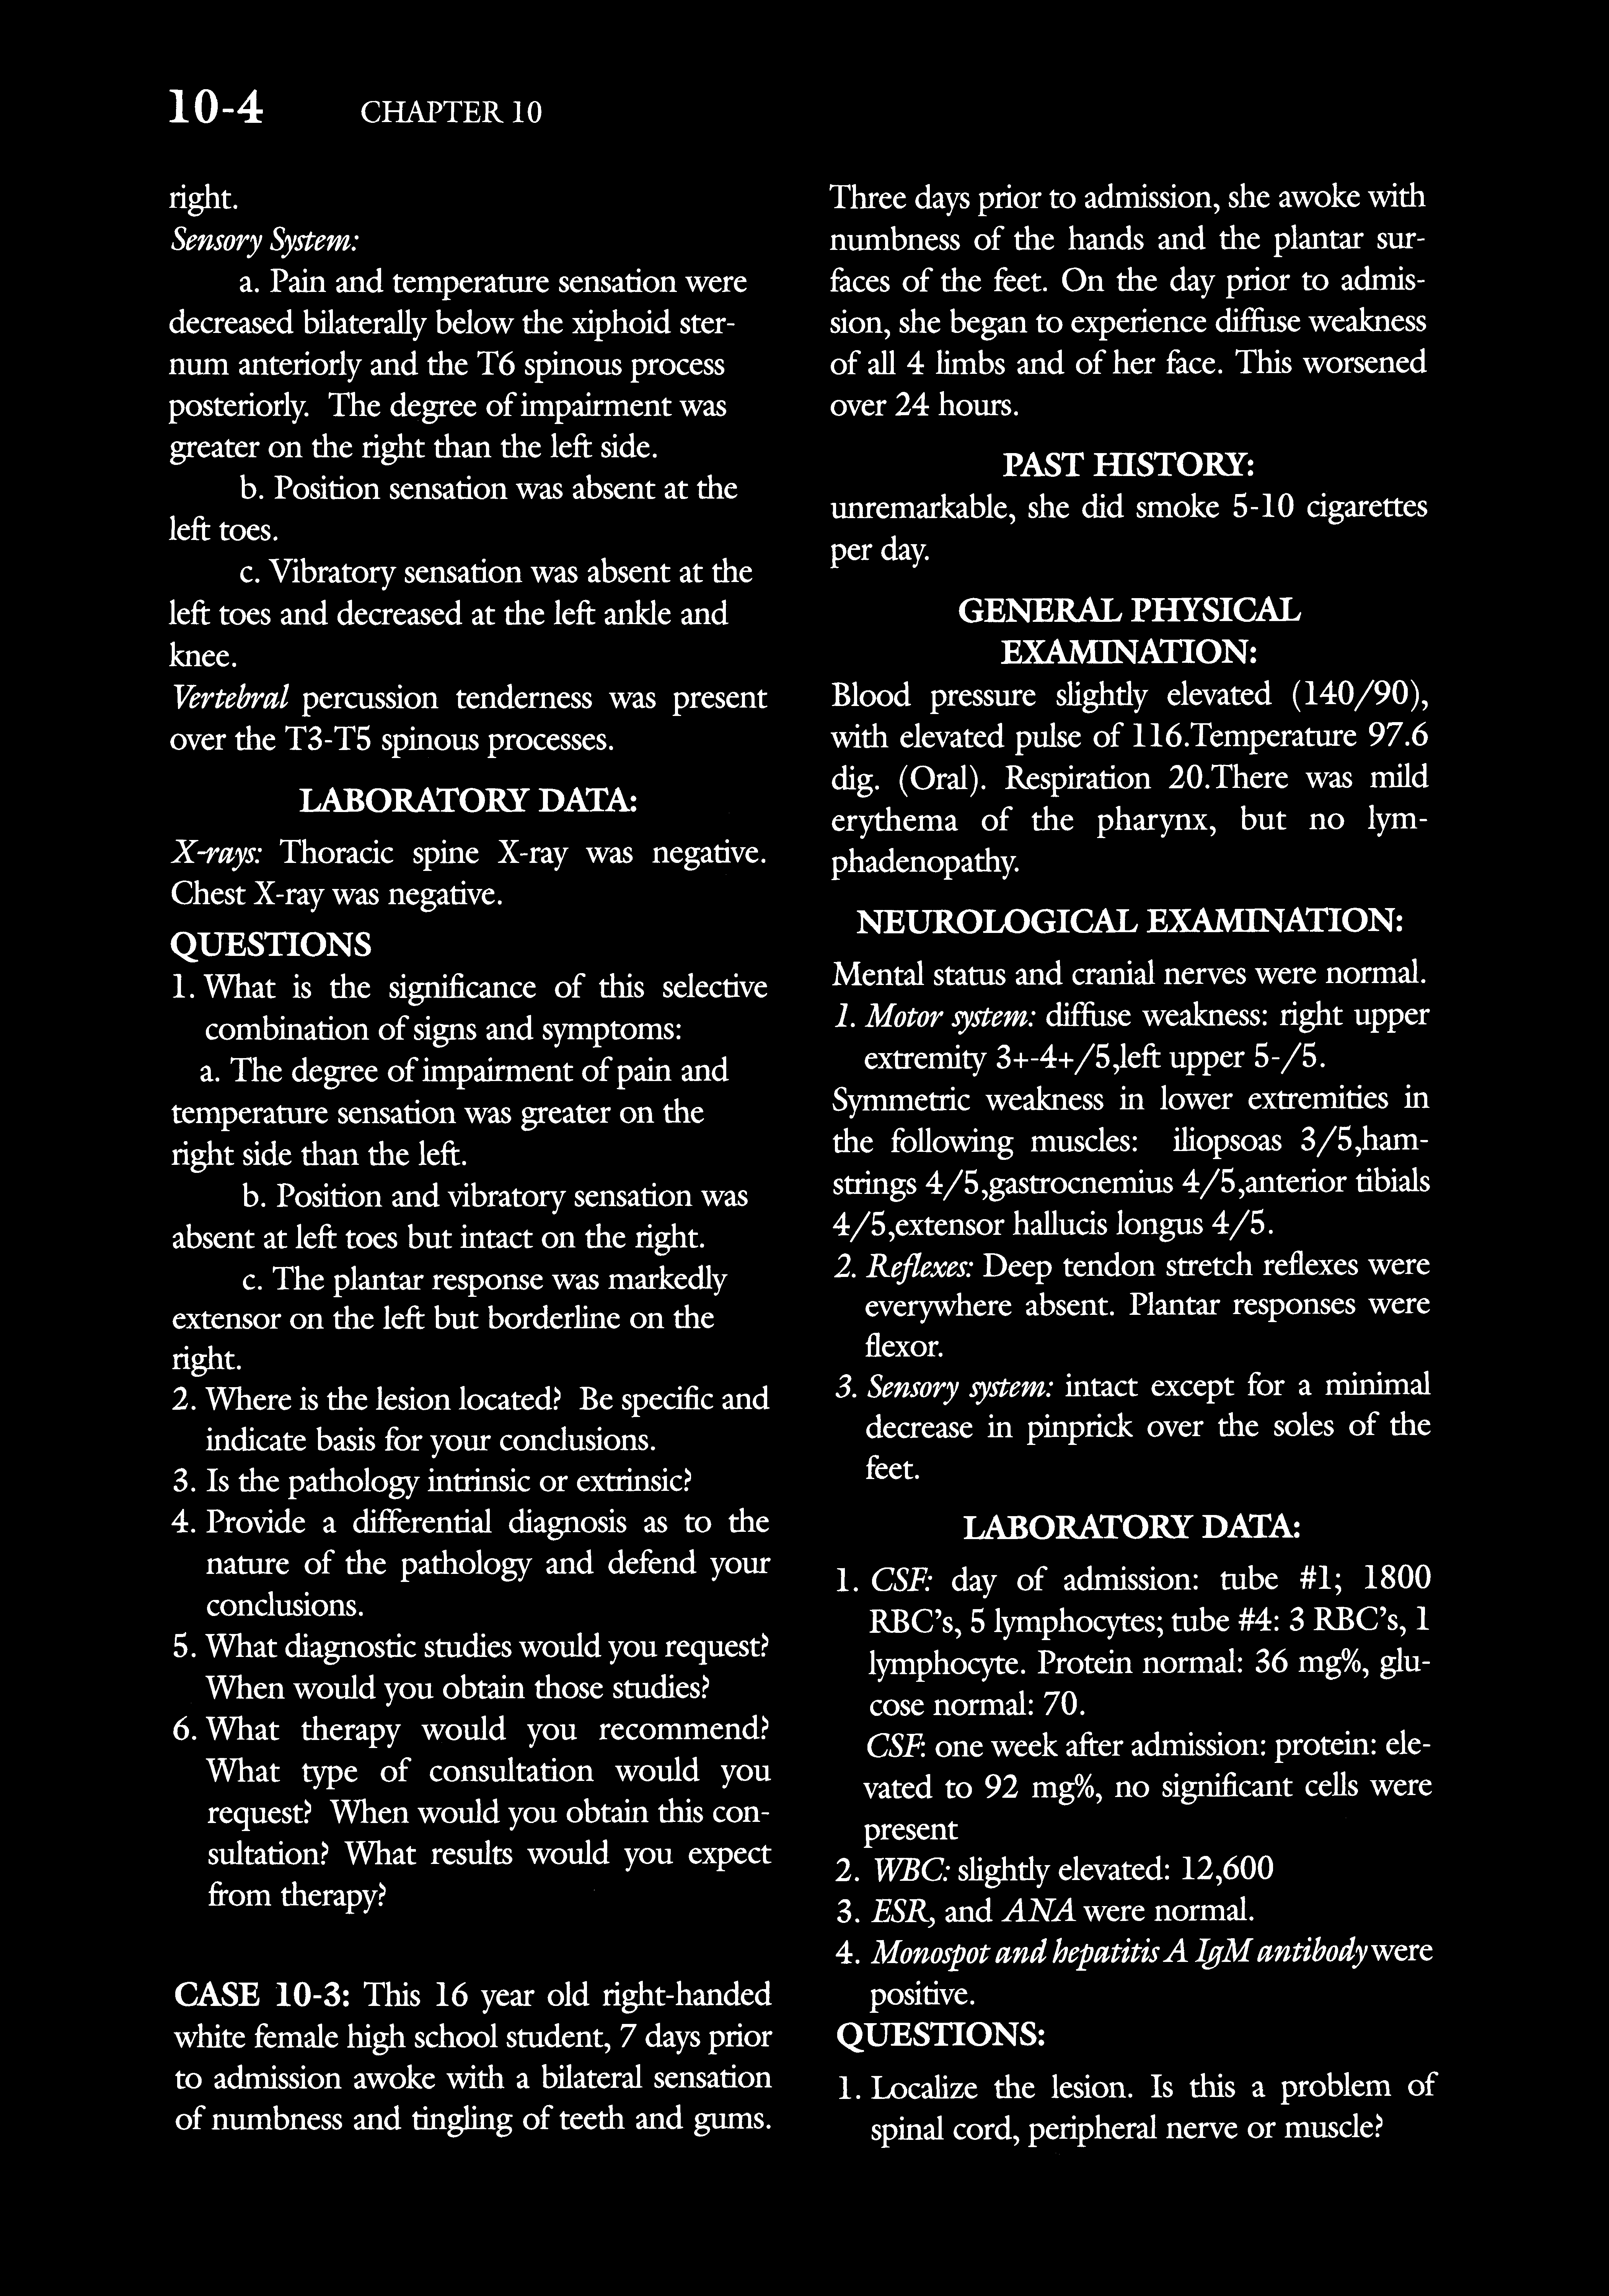 10-4 CHAPTER 10
right.
Sensory System:
a. Pain and temperature sensation were
decreased bilaterally below the xiphoid ster-
num anteriorly and the T6 spinous process
posteriorly. The degree of impairment was
greater on the right than the left side.
b. Position sensation was absent at the
left toes.
c. Vibratory sensation was absent at the
left toes and decreased at the left ankle and
knee.
Vertebral percussion tenderness was present
over the T3-T5 spinous processes.
LABORATORY DATA:
X-rays: Thoracic spine X-ray was negative.
Chest X-ray was negative.
QUESTIONS
1. What is the significance of this selective
combination of signs and symptoms:
a. The degree of impairment of pain and
temperature sensation was greater on the
right side than the left.
b. Position and vibratory sensation was
absent at left toes but intact on the right.
c. The plantar response was markedly
extensor on the left but borderline on the
right.
2. Where is the lesion located? Be specific and
indicate basis for your conclusions.
3. Is the pathology intrinsic or extrinsic?
4. Provide a differential diagnosis as to the
nature of the pathology and defend your
conclusions.
5. What diagnostic studies would you request?
When would you obtain those studies?
6. What therapy would you recommend?
What type of consultation would you
request? When would you obtain this con-
sultation? What results would you expect
from therapy?
CASE 10-3: This 16 year old right-handed
white female high school student, 7 days prior
to admission awoke with a bilateral sensation
of numbness and tingling of teeth and gums.
Three days prior to admission, she awoke with
numbness of the hands and the plantar sur-
faces of the feet. On the day prior to admis-
sion, she began to experience diffuse weakness
of all 4 limbs and of her face. This worsened
over 24 hours.
PAST HISTORY:
unremarkable, she did smoke 5-10 cigarettes
per day.
GENERAL PHYSICAL
EXAMINATION:
Blood pressure slightly elevated (140/90),
with elevated pulse of 116.Temperature 97.6
dig. (Oral). Respiration 20.There was mild
erythema of the pharynx, but no lym-
phadenopathy.
NEUROLOGICAL EXAMINATION:
Mental status and cranial nerves were normal.
1. Motor system: diffuse weakness: right upper
extremity 3+-4+/5,left upper 5-/5.
Symmetric weakness in lower extremities in
the following muscles: iliopsoas 3/5,ham-
strings 4/5,gastrocnemius 4/5,anterior tibials
4/5,extensor hallucis longus 4/5.
2. Reflexes: Deep tendon stretch reflexes were
everywhere absent. Plantar responses were
flexor.
3. Sensory system: intact except for a minimal
decrease in pinprick over the soles of the
feet.
LABORATORY DATA:
1. CSF: day of admission: tube #1; 1800
RBC's, 5 lymphocytes; tube #4: 3 RBC's, 1
lymphocyte. Protein normal: 36 mg%, glu-
cose normal: 70.
CSF: one week after admission: protein: ele-
vated to 92 mg%, no significant cells were
present
2. WBC: slightly elevated: 12,600
3. ESR, and ANA were normal.
4. Monospot and hepatitis A IgM antibody were
positive.
QUESTIONS:
1. Localize the lesion. Is this a problem of
spinal cord, peripheral nerve or muscle?